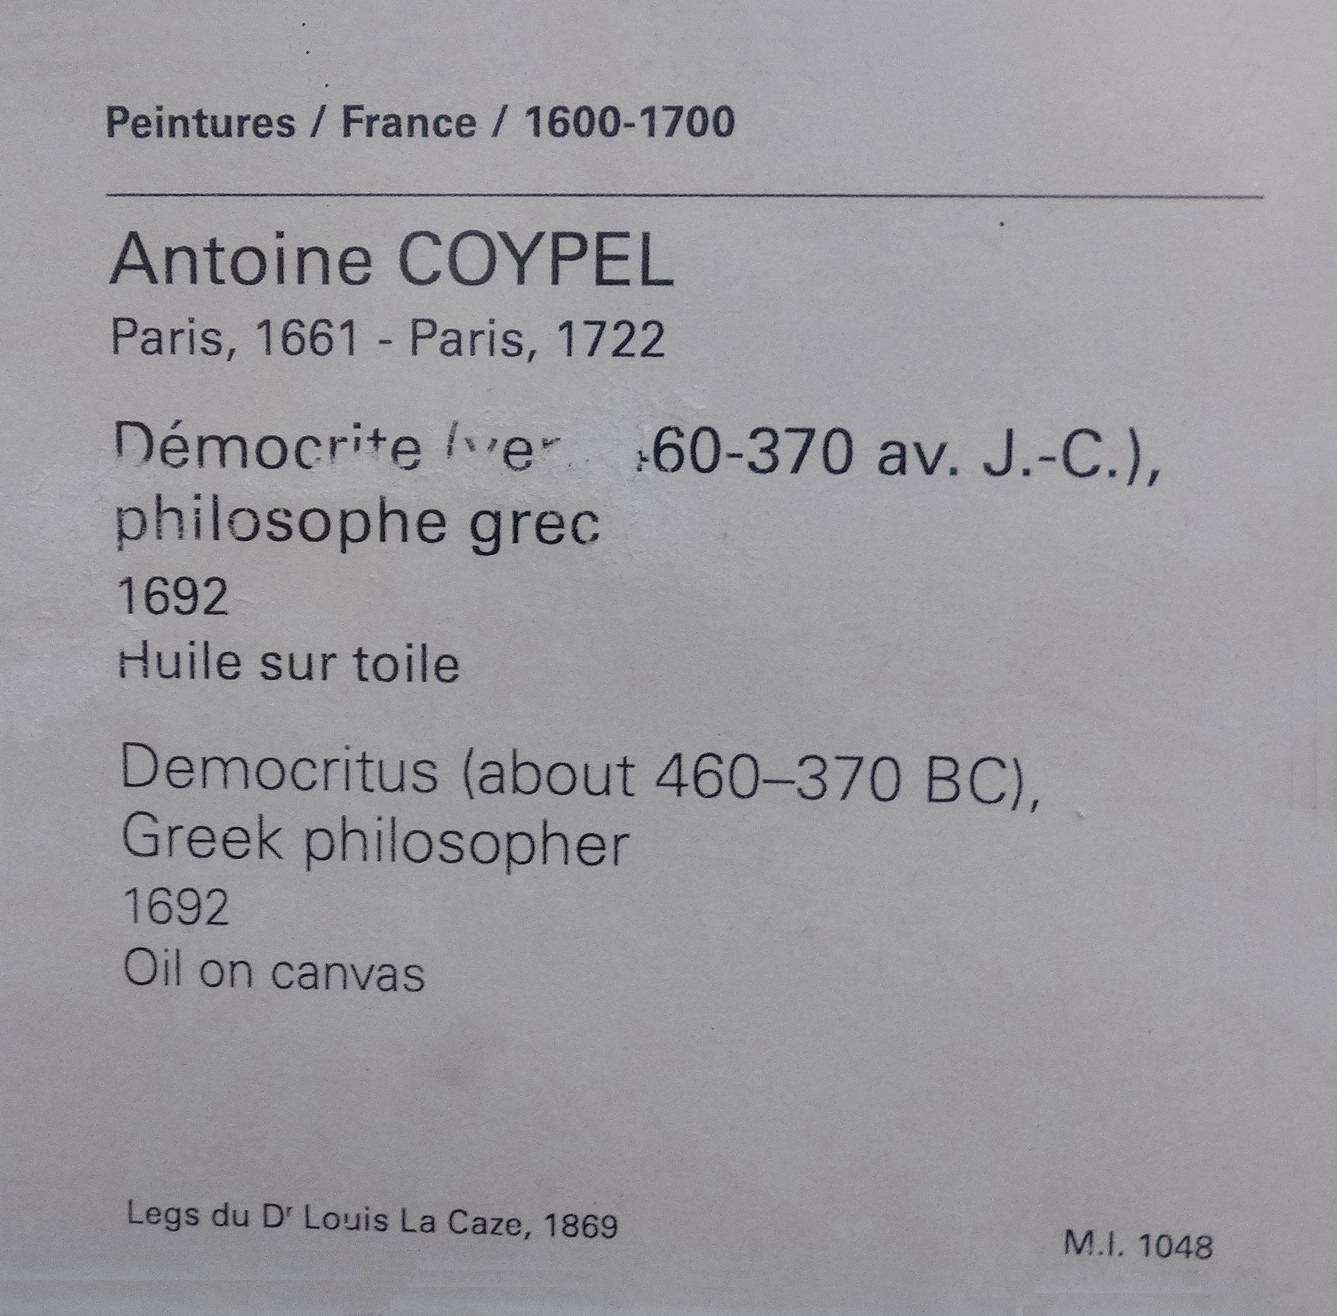 Peintures / France / 1600-1700
Antoine COYPEL
Paris, 1661 - Paris, 1722
Démocrite (vers 460-370 av. J.-C.),
philosophe grec
1692
Huile sur toile
Democritus (about 460–370 BC),
Greek philosopher
1692
Oil on canvas
Legs du Dr Louis La Caze, 1869
M.I. 1048